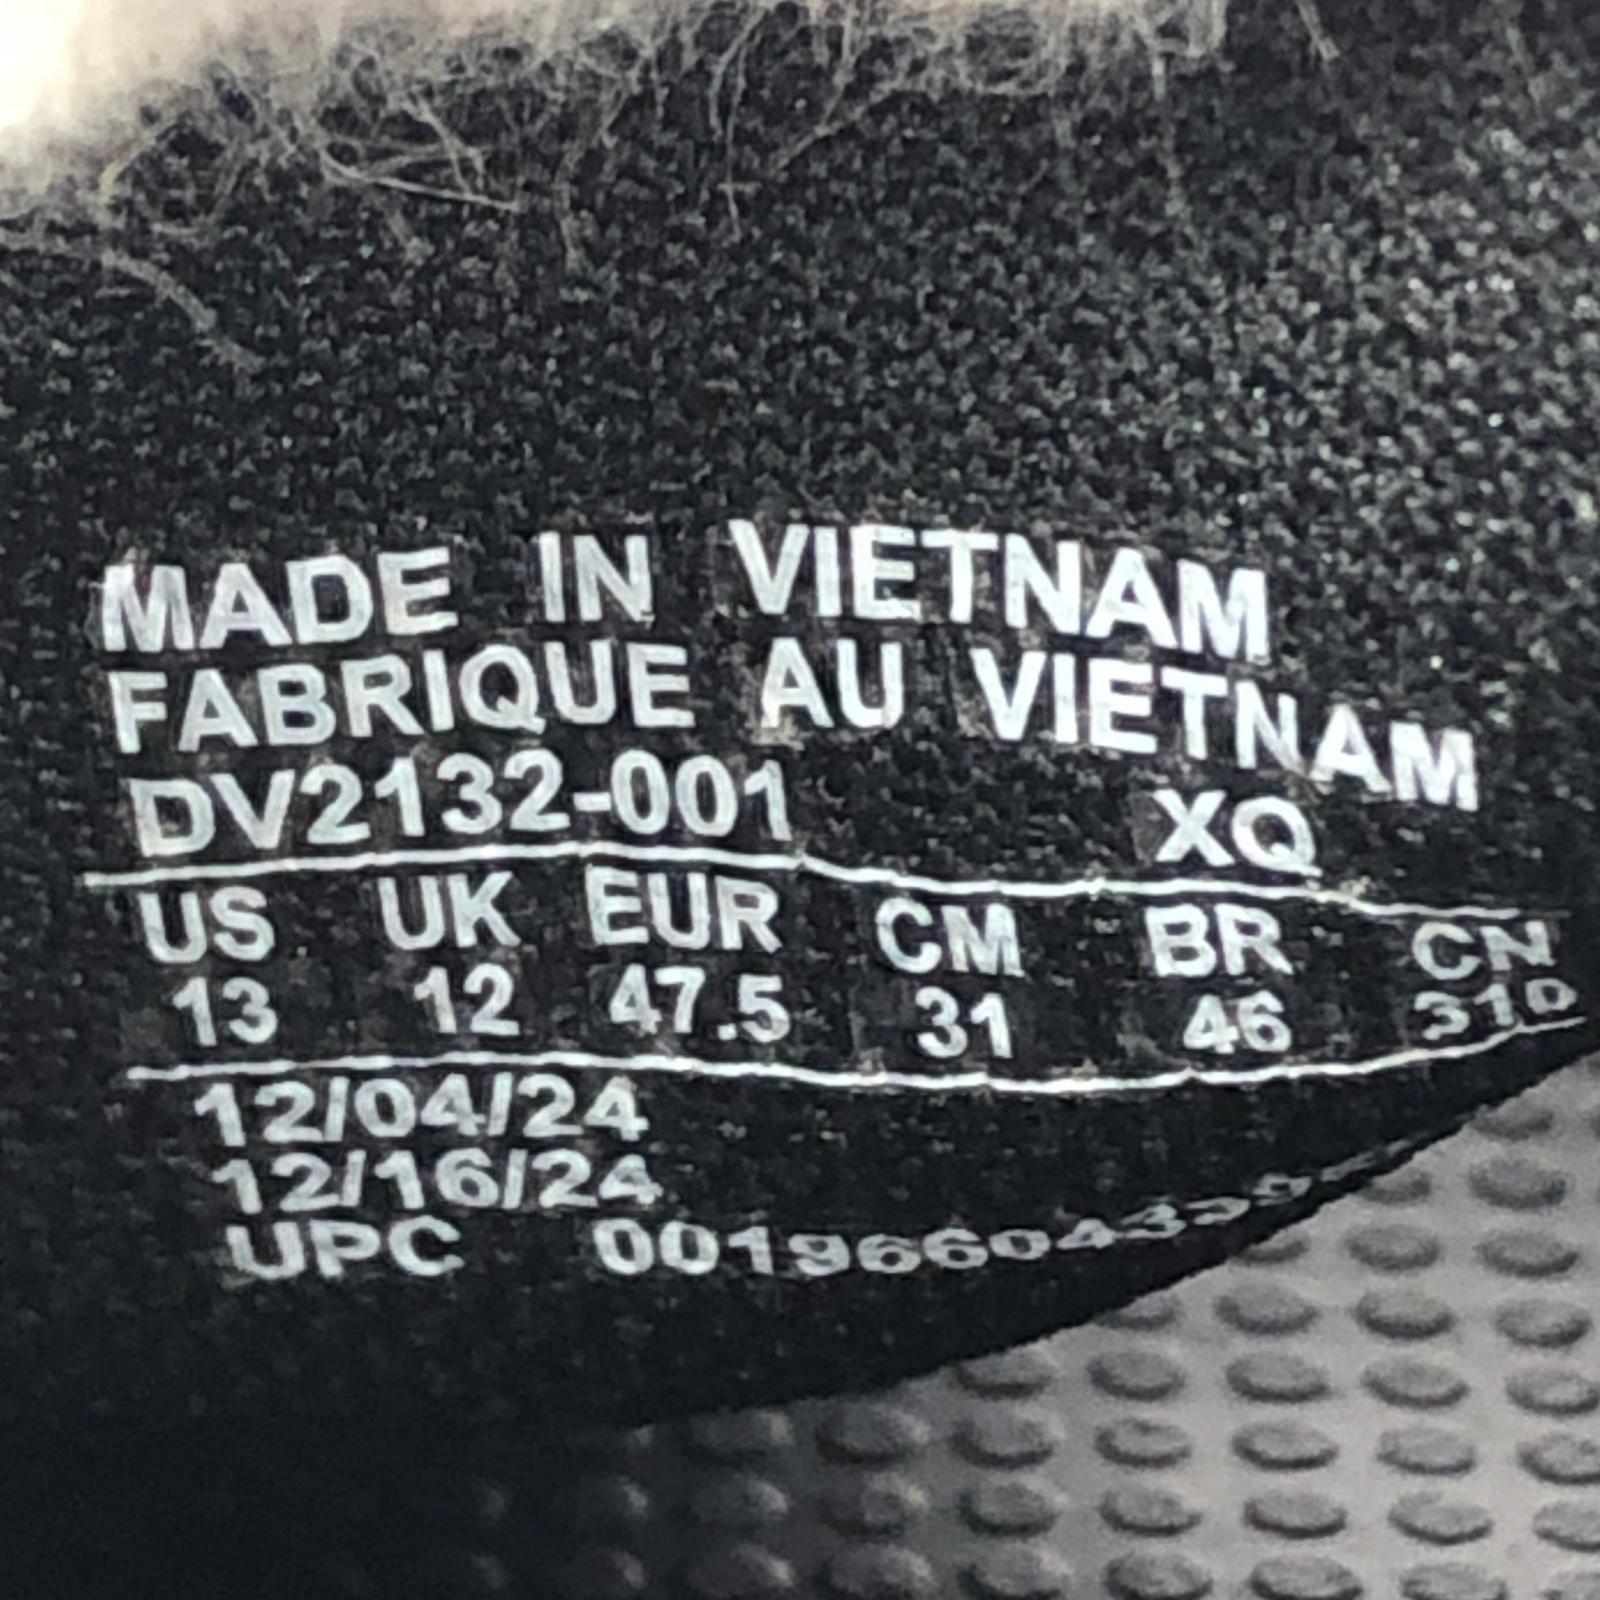 MADE IN VIETNAM
FABRIQUE AU VIETNAM
DV2132-001 XQ
US UK EUR CM BR CN
13 12 47.5 31 46 310
12/04/24
12/16/24
UPC